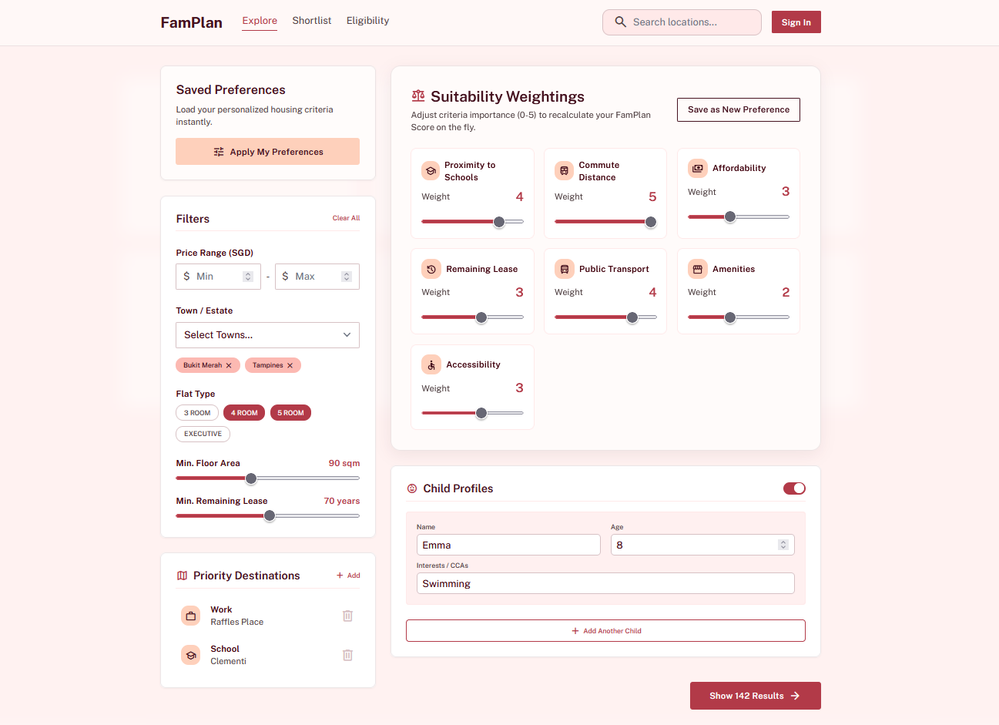 FamPlan
Explore
Shortlist
Eligibility
Search locations...
Sign In
Saved Preferences
Load your personalized housing criteria
instantly.
Apply My Preferences
Filters
Clear All
Price Range (SGD)
$ Min
-
$ Max
Town / Estate
Select Towns...
Bukit Merah
Tampines
Flat Type
3 ROOM
4 ROOM
5 ROOM
EXECUTIVE
Min. Floor Area
90 sqm
Min. Remaining Lease
70 years
Priority Destinations
+ Add
Work
Raffles Place
School
Clementi
Suitability Weightings
Adjust criteria importance (0-5) to recalculate your FamPlan
Score on the fly.
Save as New Preference
Proximity to
Schools
Weight
4
Commute
Distance
Weight
5
Affordability
Weight
3
Remaining Lease
Weight
3
Public Transport
Weight
4
Amenities
Weight
2
Accessibility
Weight
3
Child Profiles
Name
Emma
Age
8
Interests / CCAs
Swimming
+ Add Another Child
Show 142 Results